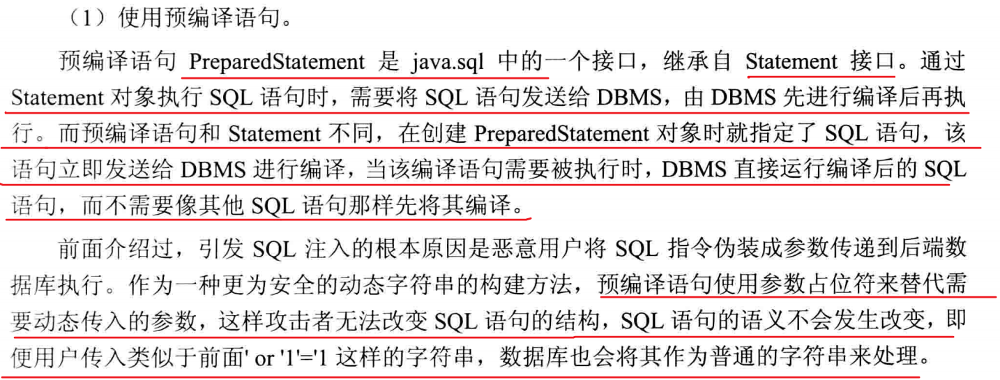 （1）使用预编译语句。
预编译语句 PreparedStatement 是 java.sql 中的一个接口，继承自 Statement 接口。通过
Statement 对象执行 SQL 语句时，需要将 SQL 语句发送给 DBMS，由 DBMS 先进行编译后再执
行。而预编译语句和 Statement 不同，在创建 PreparedStatement 对象时就指定了 SQL 语句，该
语句立即发送给 DBMS 进行编译，当该编译语句需要被执行时，DBMS 直接运行编译后的 SQL
语句，而不需要像其他 SQL 语句那样先将其编译。
前面介绍过，引发 SQL 注入的根本原因是恶意用户将 SQL 指令伪装成参数传递到后端数
据库执行。作为一种更为安全的动态字符串的构建方法，预编译语句使用参数占位符来替代需
要动态传入的参数，这样攻击者无法改变 SQL 语句的结构，SQL 语句的语义不会发生改变，即
便用户传入类似于前面' or '1'='1 这样的字符串，数据库也会将其作为普通的字符串来处理。